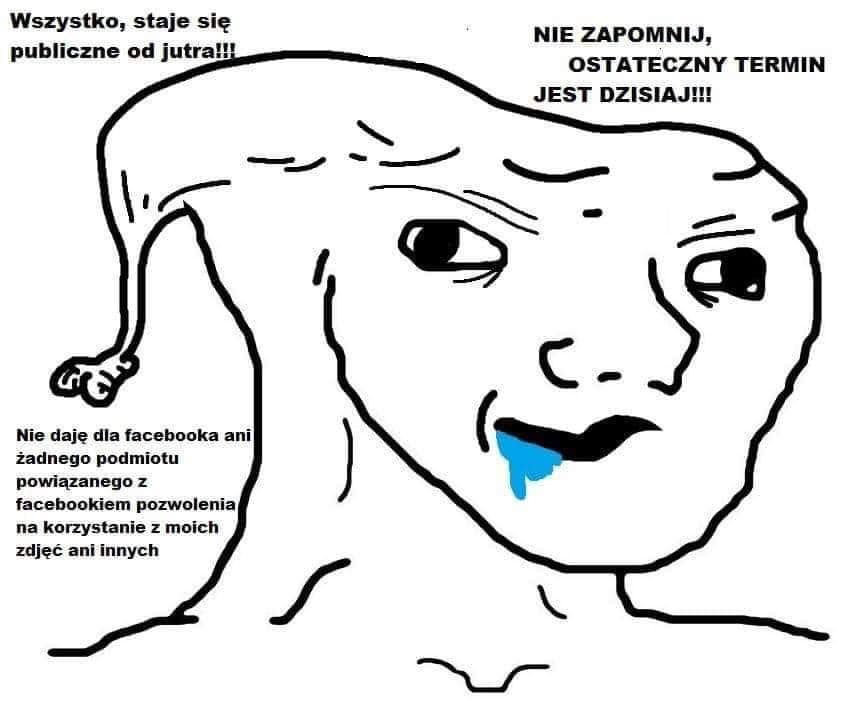 Wszystko, staje się
publiczne od jutra!!!
NIE ZAPOMNIJ,
OSTATECZNY TERMIN
JEST DZISIAJ!!!
Nie daję dla facebooka ani
żadnego podmiotu
powiązanego z
facebookiem pozwolenia
na korzystanie z moich
zdjęć ani innych